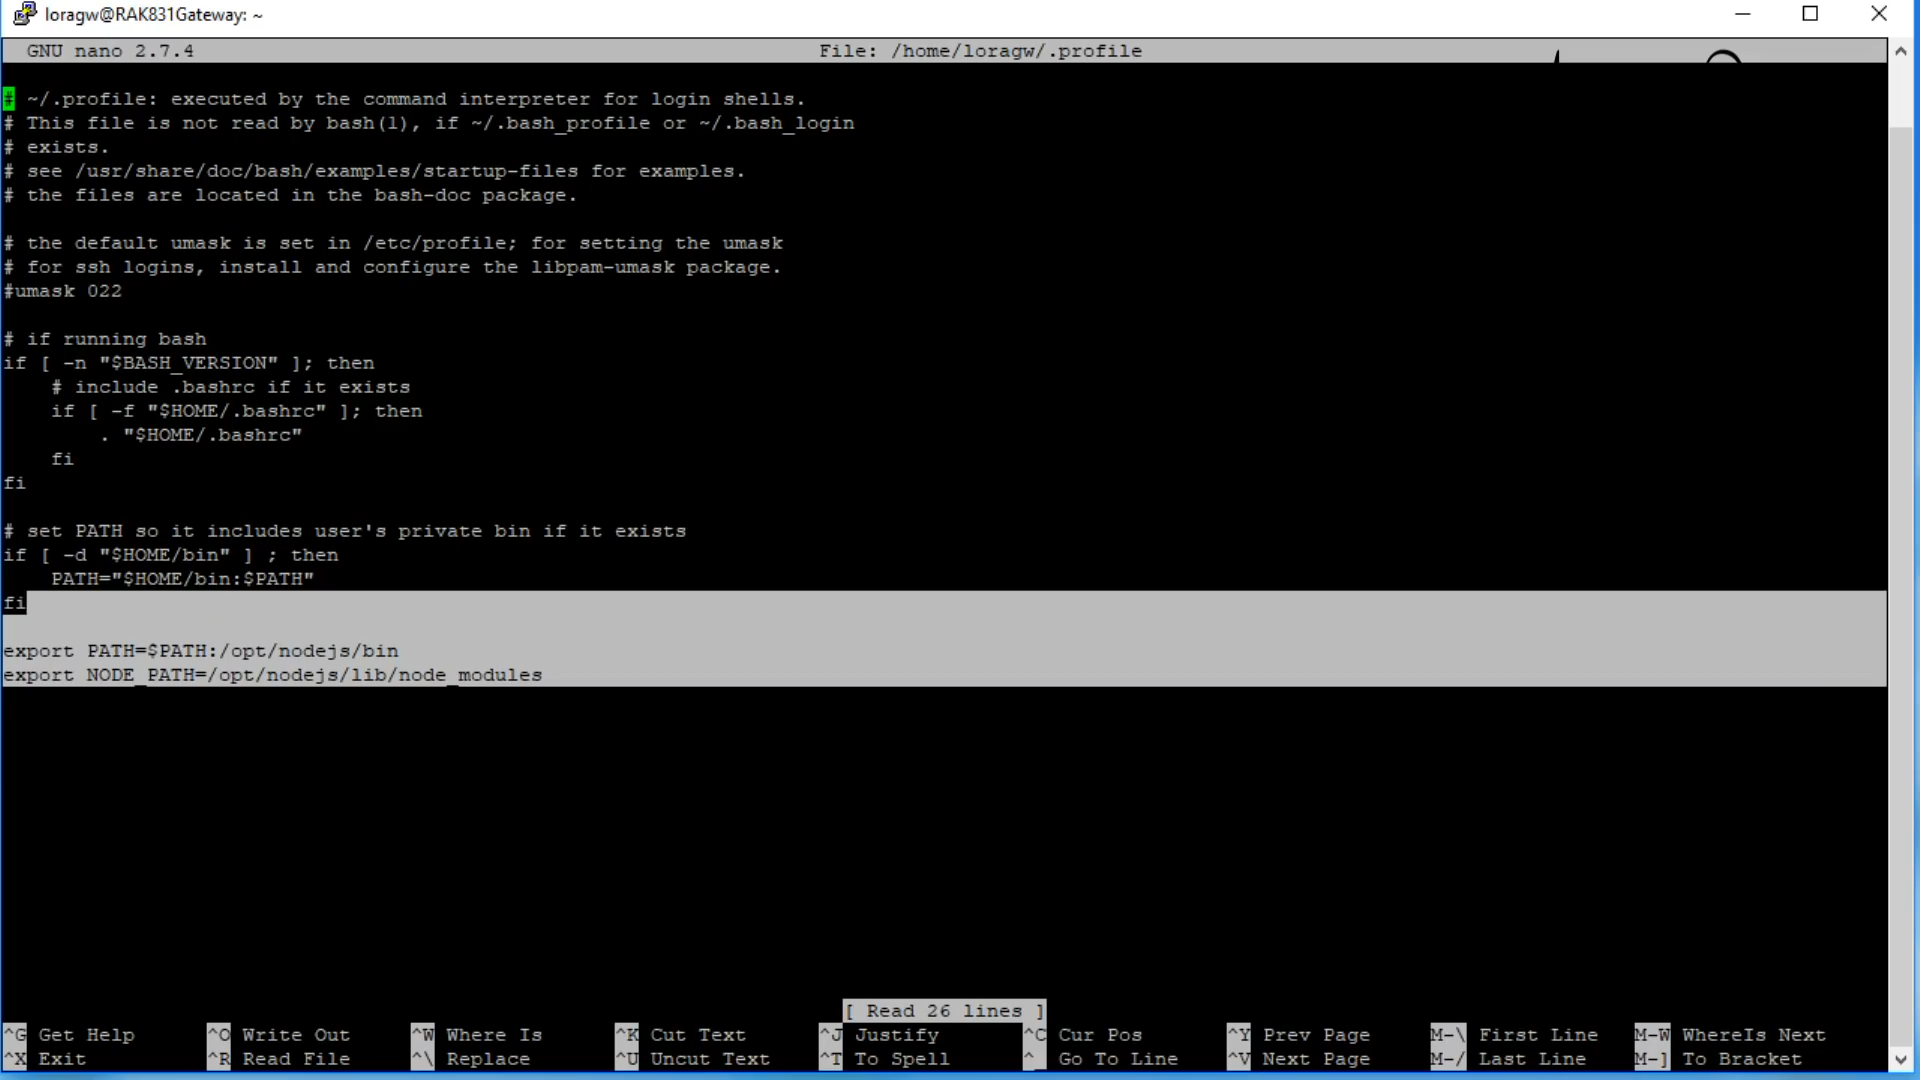 loragw@RAK831Gateway: ~
GNU nano 2.7.4 File: /home/loragw/.profile
# ~/.profile: executed by the command interpreter for login shells.
# This file is not read by bash(1), if ~/.bash_profile or ~/.bash_login
# exists.
# see /usr/share/doc/bash/examples/startup-files for examples.
# the files are located in the bash-doc package.
# the default umask is set in /etc/profile; for setting the umask
# for ssh logins, install and configure the libpam-umask package.
#umask 022
# if running bash
if [ -n "$BASH_VERSION" ]; then
    # include .bashrc if it exists
    if [ -f "$HOME/.bashrc" ]; then
        . "$HOME/.bashrc"
    fi
fi
# set PATH so it includes user's private bin if it exists
if [ -d "$HOME/bin" ] ; then
    PATH="$HOME/bin:$PATH"
fi
export PATH=$PATH:/opt/nodejs/bin
export NODE_PATH=/opt/nodejs/lib/node_modules
[ Read 26 lines ]
^G Get Help ^O Write Out ^W Where Is ^K Cut Text ^J Justify ^C Cur Pos ^Y Prev Page M-\ First Line M-W WhereIs Next
^X Exit ^R Read File ^\ Replace ^U Uncut Text ^T To Spell ^_ Go To Line ^V Next Page M-/ Last Line M-] To Bracket